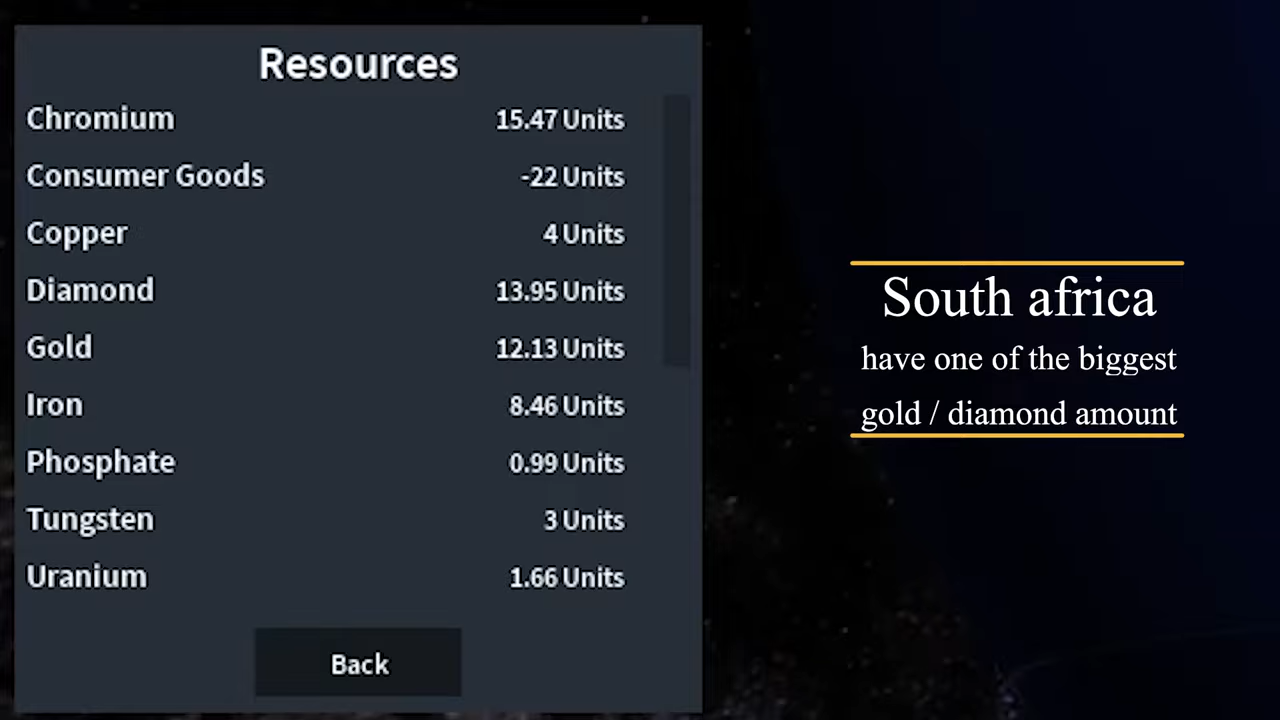 Resources
Chromium 15.47 Units
Consumer Goods -22 Units
Copper 4 Units
Diamond 13.95 Units
Gold 12.13 Units
Iron 8.46 Units
Phosphate 0.99 Units
Tungsten 3 Units
Uranium 1.66 Units
Back
South africa
have one of the biggest
gold / diamond amount